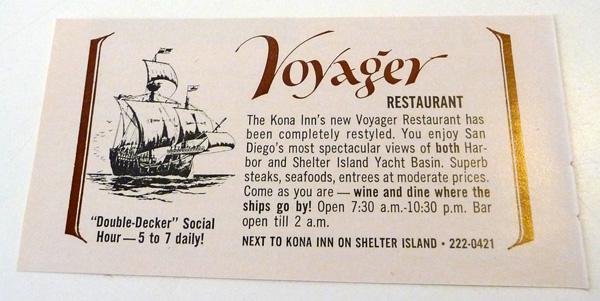 Voyager
RESTAURANT
The Kona Inn's new Voyager Restaurant has
been completely restyled. You enjoy San
Diego's most spectacular views of both Har-
bor and Shelter Island Yacht Basin. Superb
steaks, seafoods, entrees at moderate prices.
Come as you are — wine and dine where the
ships go by! Open 7:30 a.m.-10:30 p.m. Bar
open till 2 a.m.
"Double-Decker" Social
Hour — 5 to 7 daily!
NEXT TO KONA INN ON SHELTER ISLAND • 222-0421